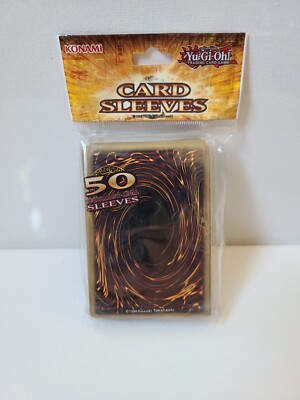 KONAMI
Yu-Gi-Oh!
TRADING CARD GAME
CARD
SLEEVES
50
SLEEVES